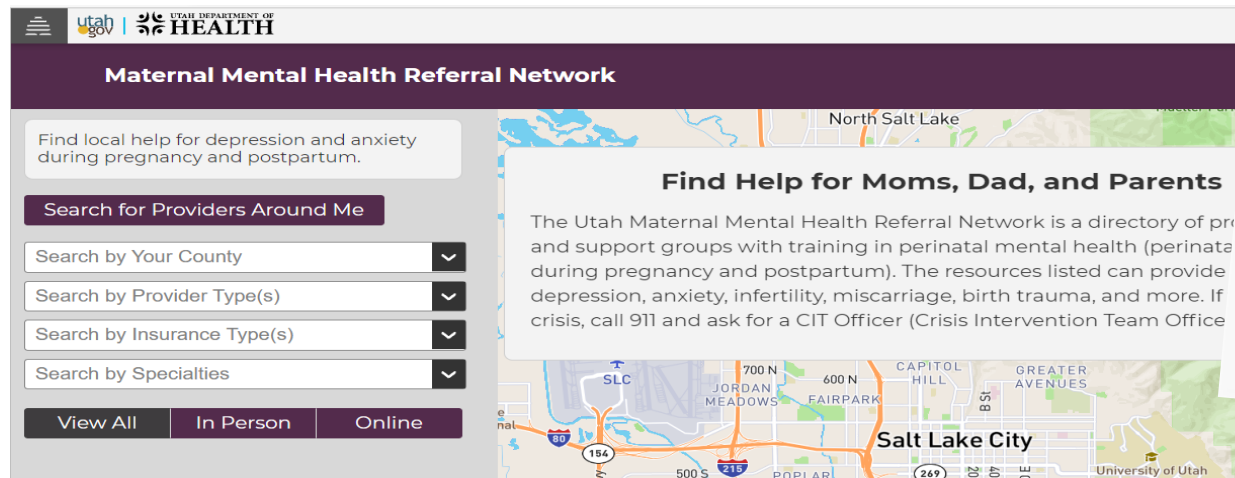 utah
gov
UTAH DEPARTMENT OF
HEALTH
Maternal Mental Health Referral Network
Find local help for depression and anxiety
during pregnancy and postpartum.
Search for Providers Around Me
Search by Your County
Search by Provider Type(s)
Search by Insurance Type(s)
Search by Specialties
View All In Person Online
North Salt Lake
Find Help for Moms, Dad, and Parents
The Utah Maternal Mental Health Referral Network is a directory of
and support groups with training in perinatal mental health
during pregnancy and postpartum). The resources listed can provide
depression, anxiety, infertility, miscarriage, birth trauma, and more. If
crisis, call 911 and ask for a CIT Officer (Crisis Intervention Team
SLC
700 N
JORDAN
MEADOWS
600 N
FAIRPARK
CAPITOL
HILL
GREATER
AVENUES
B St
80
154
Salt Lake City
500 S
215
POPLAR
269
University of Utah